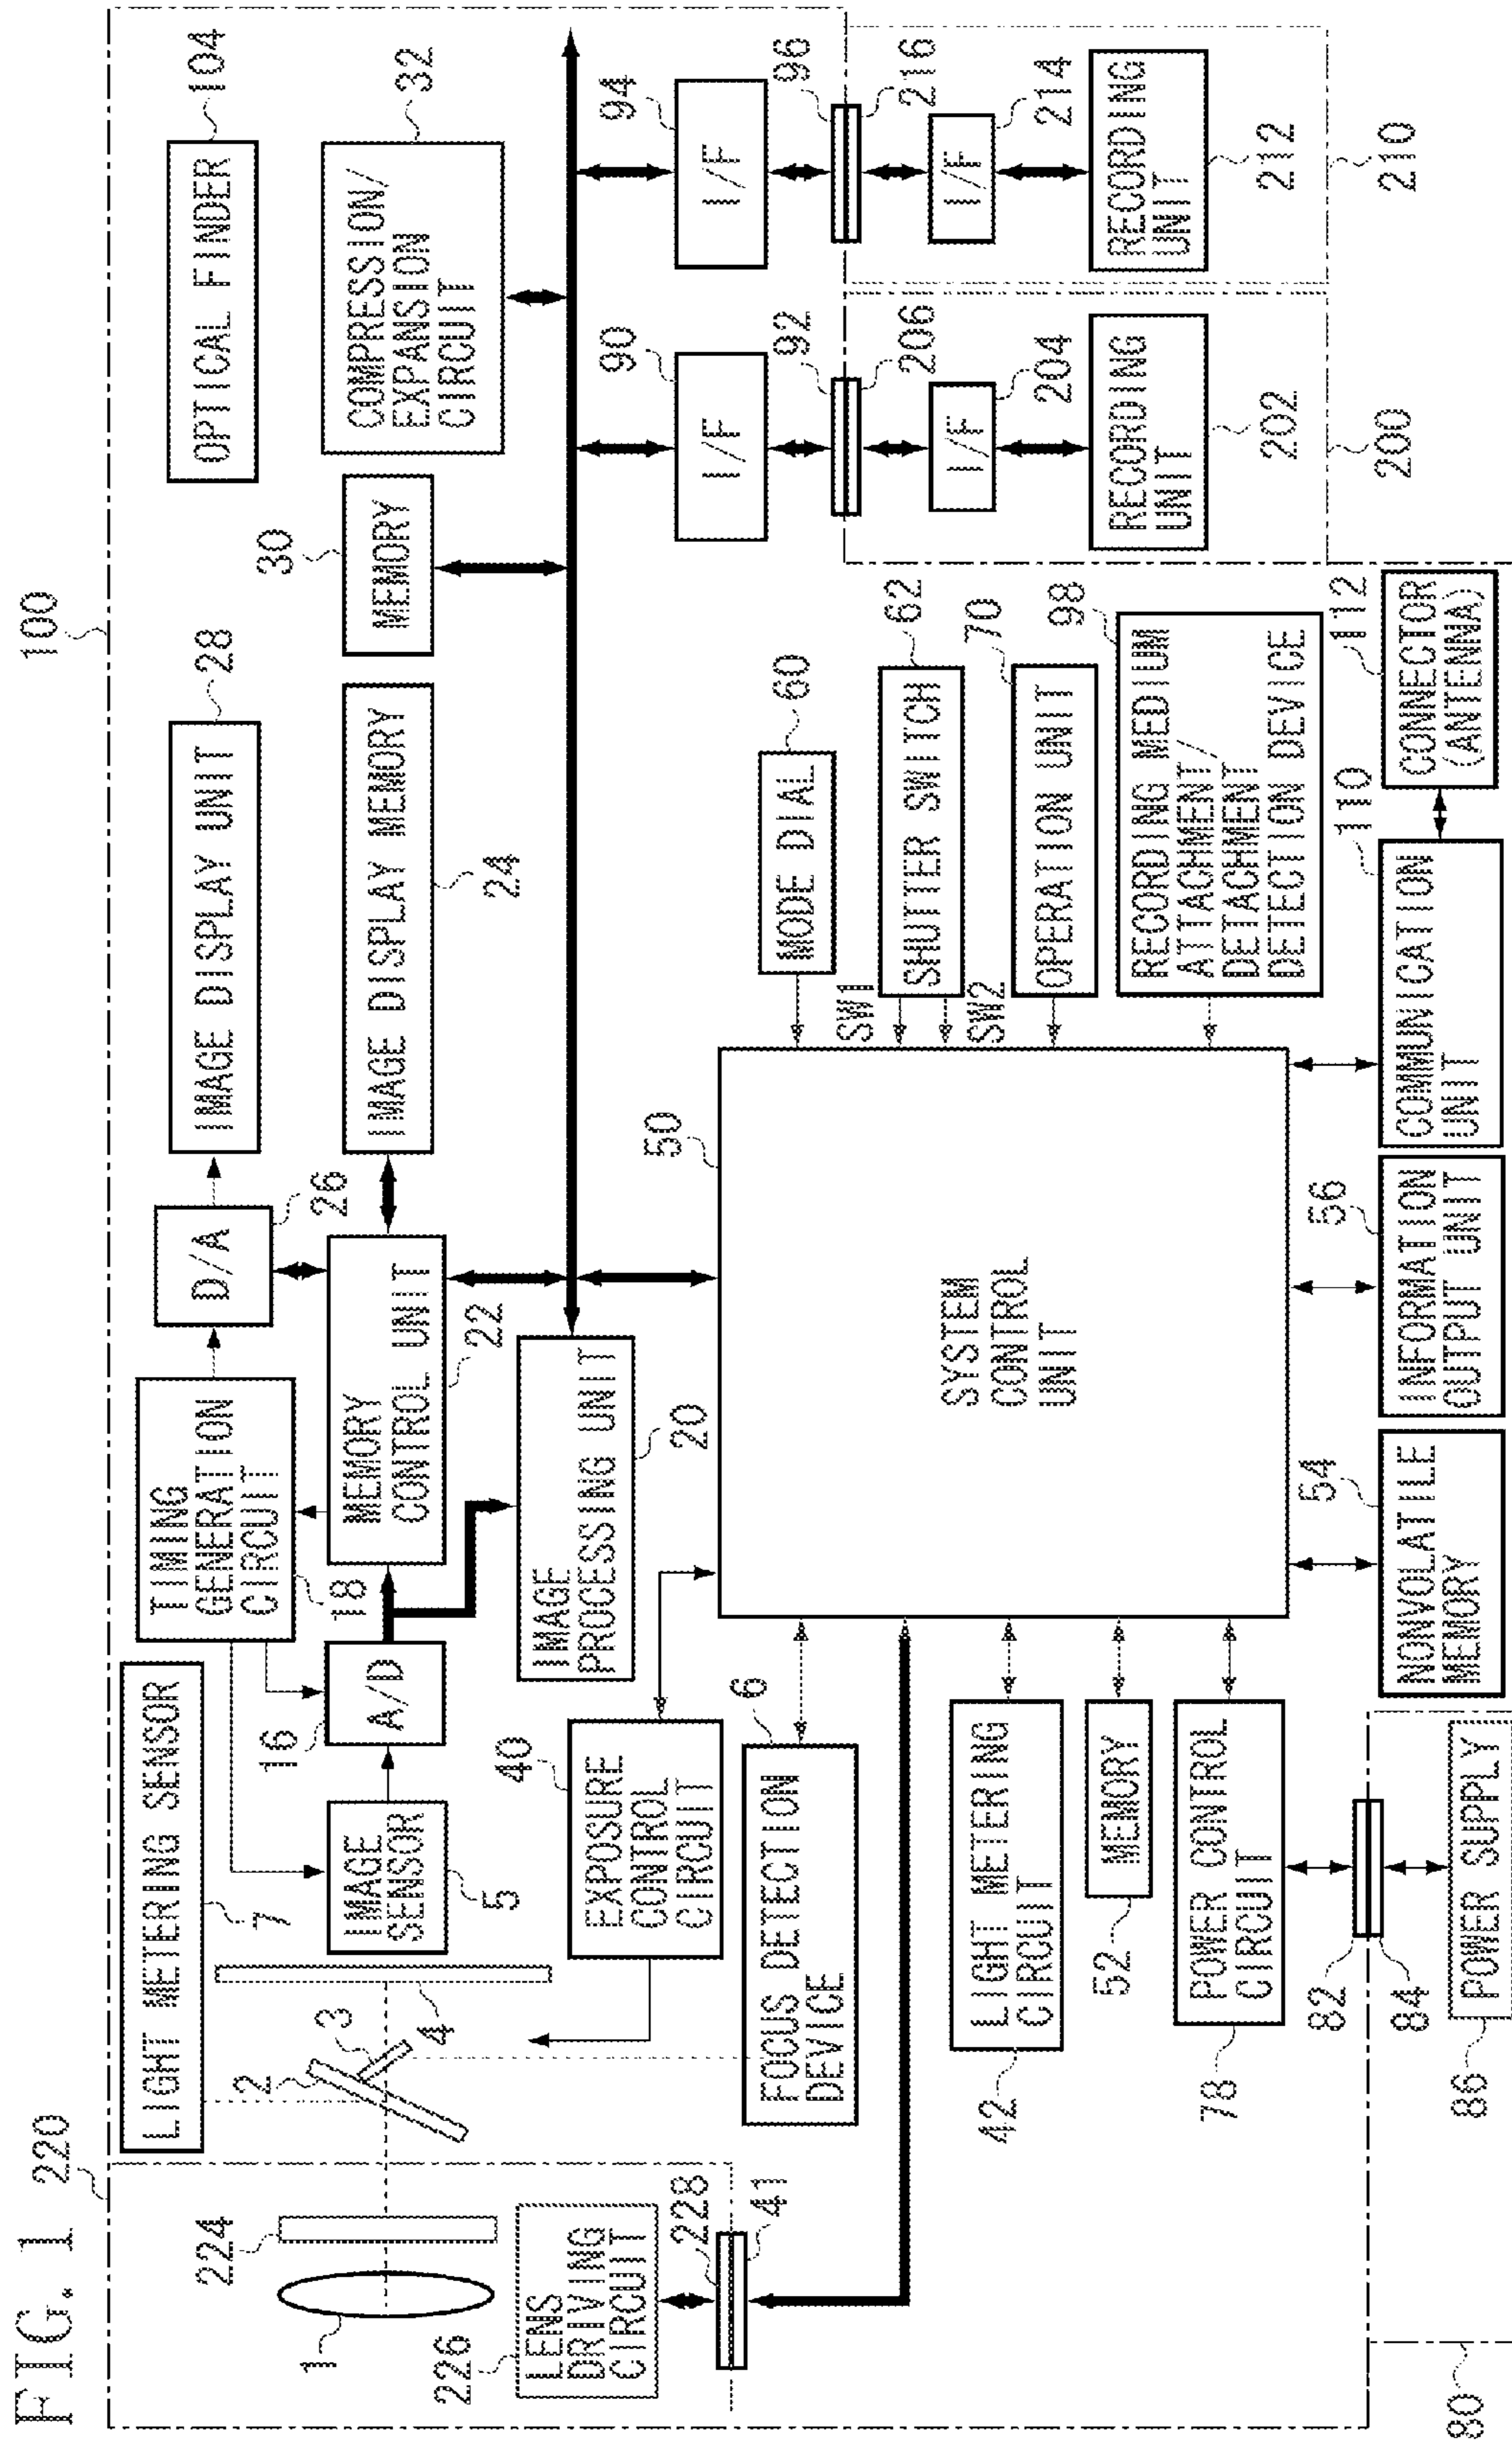 FIG. 1
220
100
224
1
226
LENS
DRIVING
CIRCUIT
228
41
LIGHT METERING SENSOR
7
2
3
4
IMAGE
SENSOR
5
16
A/D
TIMING
GENERATION
CIRCUIT
18
D/A
26
IMAGE DISPLAY UNIT
28
OPTICAL FINDER
104
MEMORY
CONTROL UNIT
22
IMAGE DISPLAY MEMORY
24
30
MEMORY
COMPRESSION/
EXPANSION
CIRCUIT
32
IMAGE
PROCESSING UNIT
20
40
EXPOSURE
CONTROL
CIRCUIT
6
FOCUS DETECTION
DEVICE
50
SYSTEM
CONTROL
UNIT
MODE DIAL
60
SW1
SHUTTER SWITCH
62
SW2
OPERATION UNIT
70
RECORDING MEDIUM
ATTACHMENT/
DETACHMENT
DETECTION DEVICE
98
90
I/F
94
I/F
92
206
96
216
I/F
204
I/F
214
RECORDING
UNIT
202
RECORDING
UNIT
212
200
210
LIGHT METERING
CIRCUIT
42
MEMORY
52
POWER CONTROL
CIRCUIT
78
82
84
POWER SUPPLY
86
80
NONVOLATILE
MEMORY
54
INFORMATION
OUTPUT UNIT
56
COMMUNICATION
UNIT
110
CONNECTOR
(ANTENNA)
112